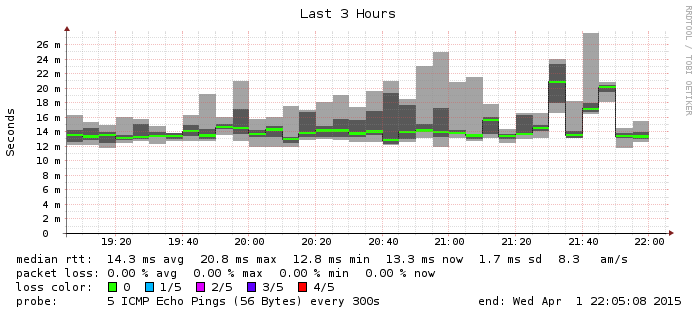 Last 3 Hours
RRDTOOL / TOBI OETIKER
Seconds
26 m
24 m
22 m
20 m
18 m
16 m
14 m
12 m
10 m
8 m
6 m
4 m
2 m
0
19:20 19:40 20:00 20:20 20:40 21:00 21:20 21:40 22:00
median rtt: 14.3 ms avg 20.8 ms max 12.8 ms min 13.3 ms now 1.7 ms sd 8.3 am/s
packet loss: 0.00 % avg 0.00 % max 0.00 % min 0.00 % now
loss color: 0 1/5 2/5 3/5 4/5
probe: 5 ICMP Echo Pings (56 Bytes) every 300s end: Wed Apr 1 22:05:08 2015